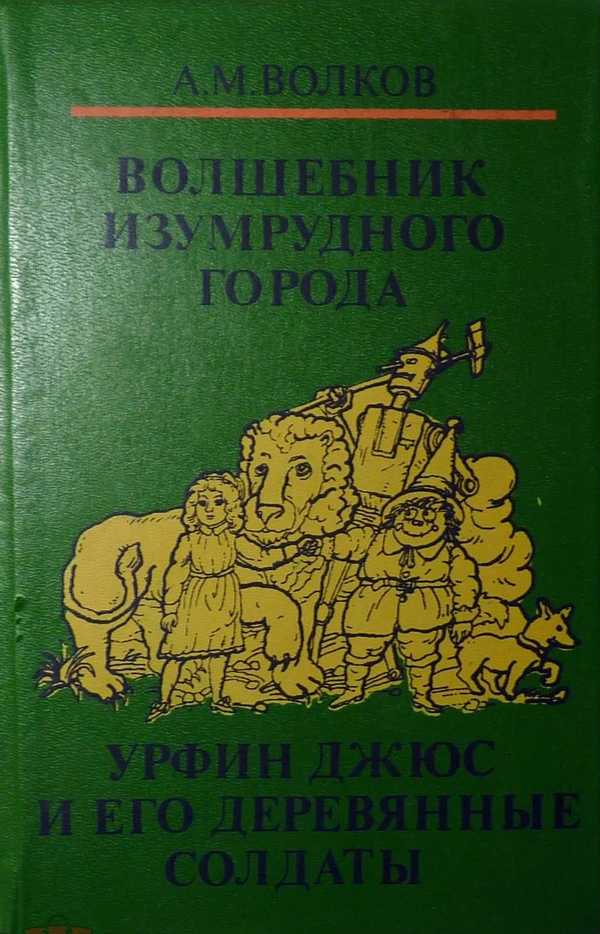 А.М.ВОЛКОВ
ВОЛШЕБНИК
ИЗУМРУДНОГО
ГОРОДА
УРФИН ДЖЮС
И ЕГО ДЕРЕВЯННЫЕ
СОЛДАТЫ